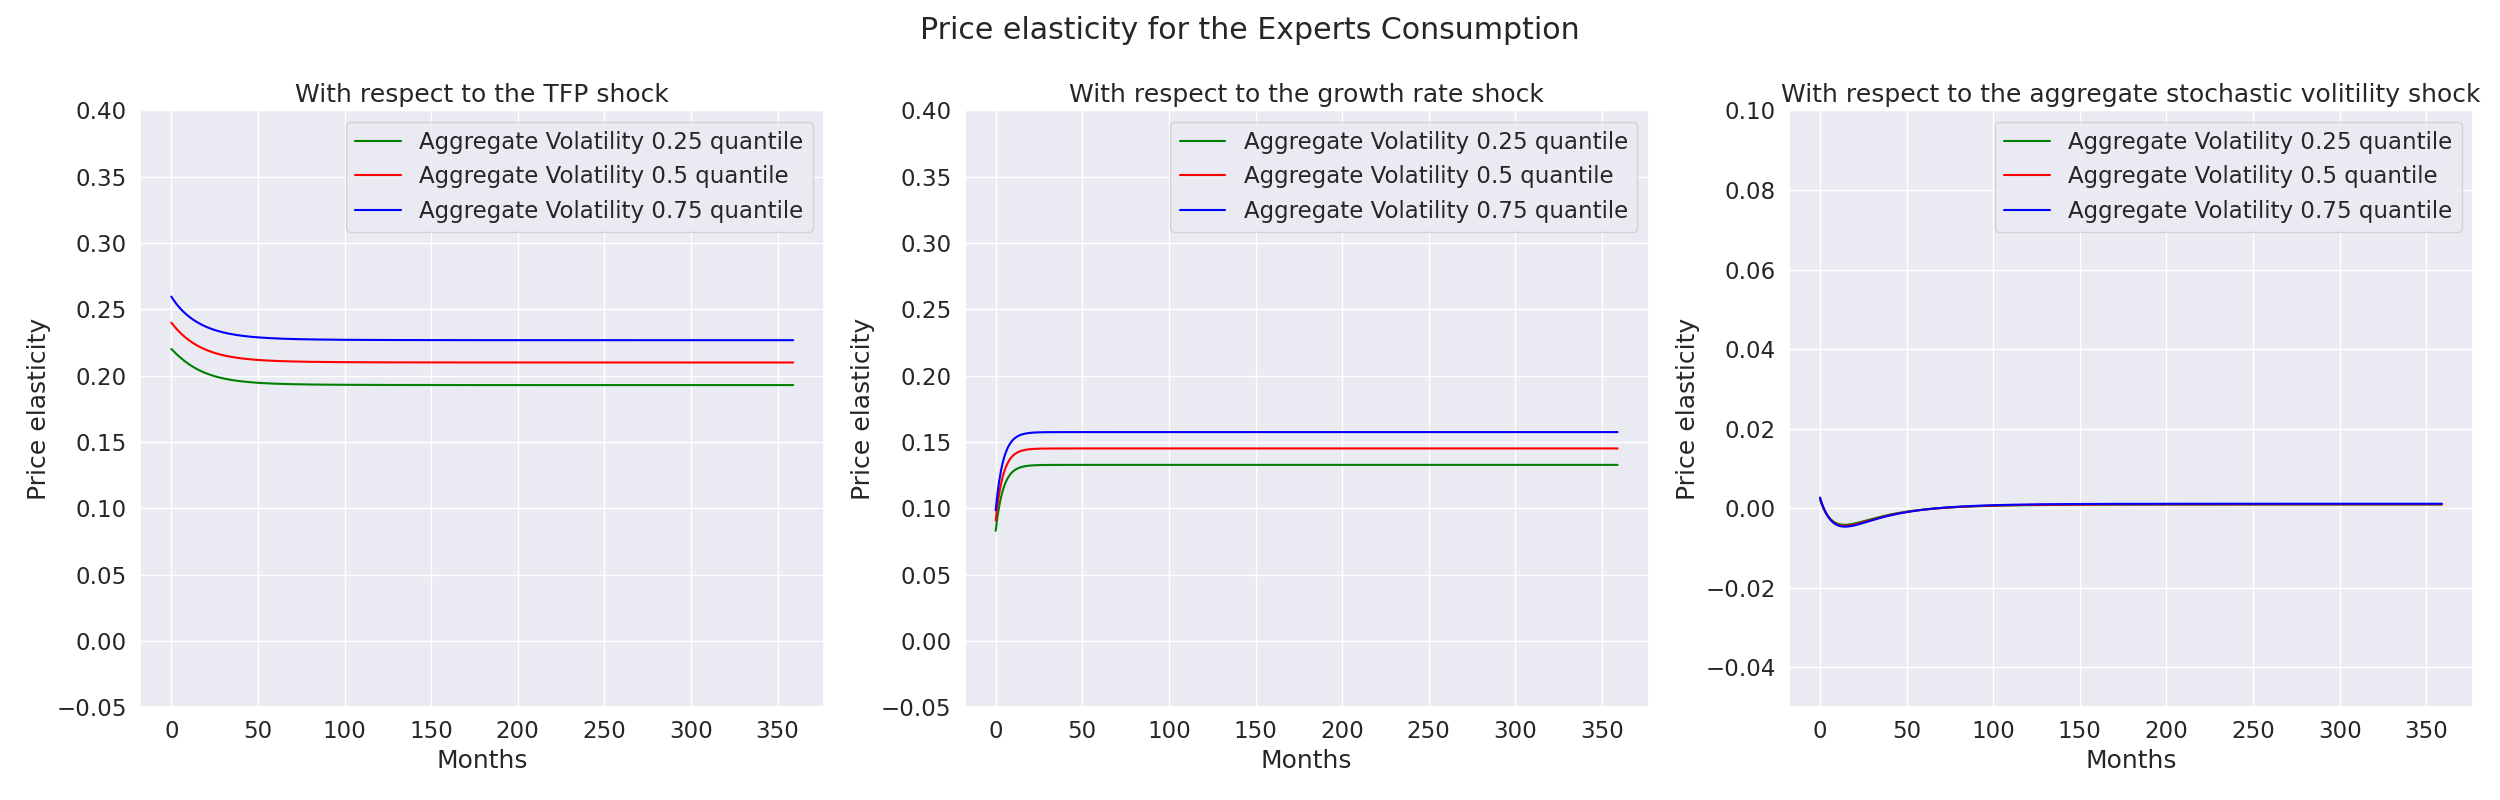 Price elasticity for the Experts Consumption
With respect to the TFP shock
0.40
0.35
0.30
0.25
0.20
0.15
0.10
0.05
0.00
−0.05
Price elasticity
Aggregate Volatility 0.25 quantile
Aggregate Volatility 0.5 quantile
Aggregate Volatility 0.75 quantile
0 50 100 150 200 250 300 350
Months
With respect to the growth rate shock
0.40
0.35
0.30
0.25
0.20
0.15
0.10
0.05
0.00
−0.05
Price elasticity
Aggregate Volatility 0.25 quantile
Aggregate Volatility 0.5 quantile
Aggregate Volatility 0.75 quantile
0 50 100 150 200 250 300 350
Months
With respect to the aggregate stochastic volitility shock
0.10
0.08
0.06
0.04
0.02
0.00
−0.02
−0.04
Price elasticity
Aggregate Volatility 0.25 quantile
Aggregate Volatility 0.5 quantile
Aggregate Volatility 0.75 quantile
0 50 100 150 200 250 300 350
Months